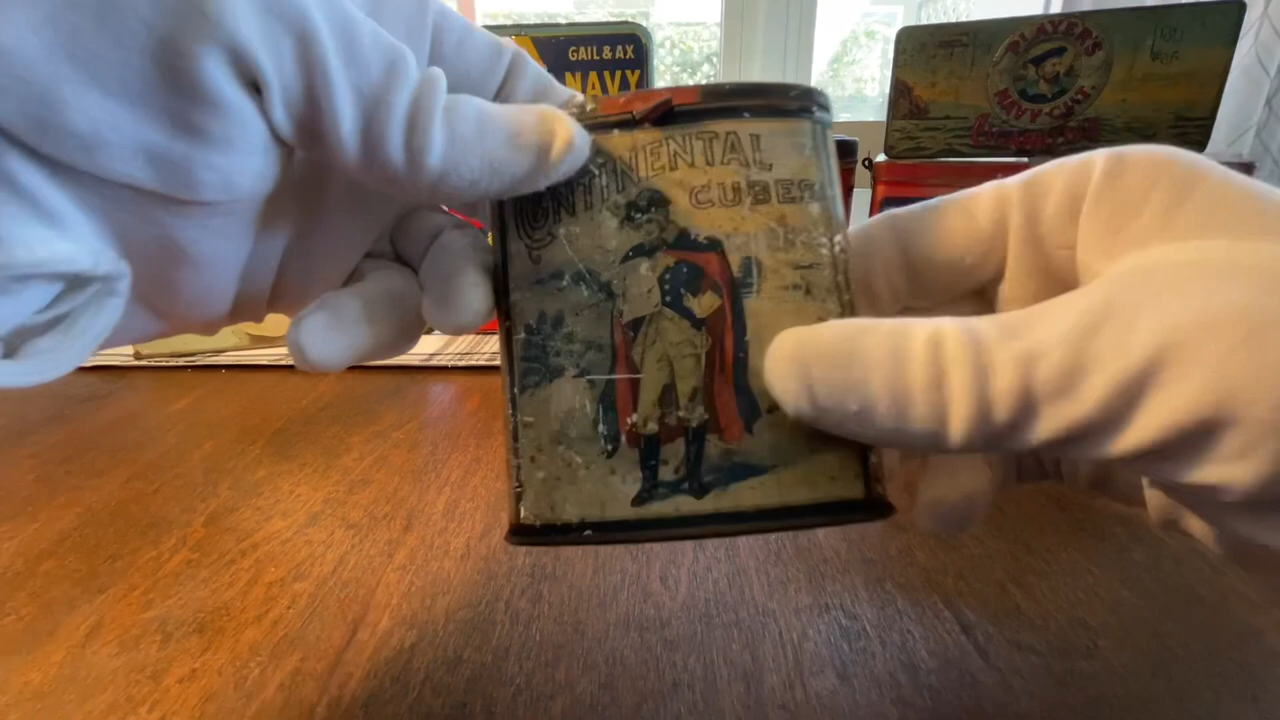 GAIL & AX
NAVY
PLAYER'S
NAVY CUT.
CONTINENTAL
CUBES